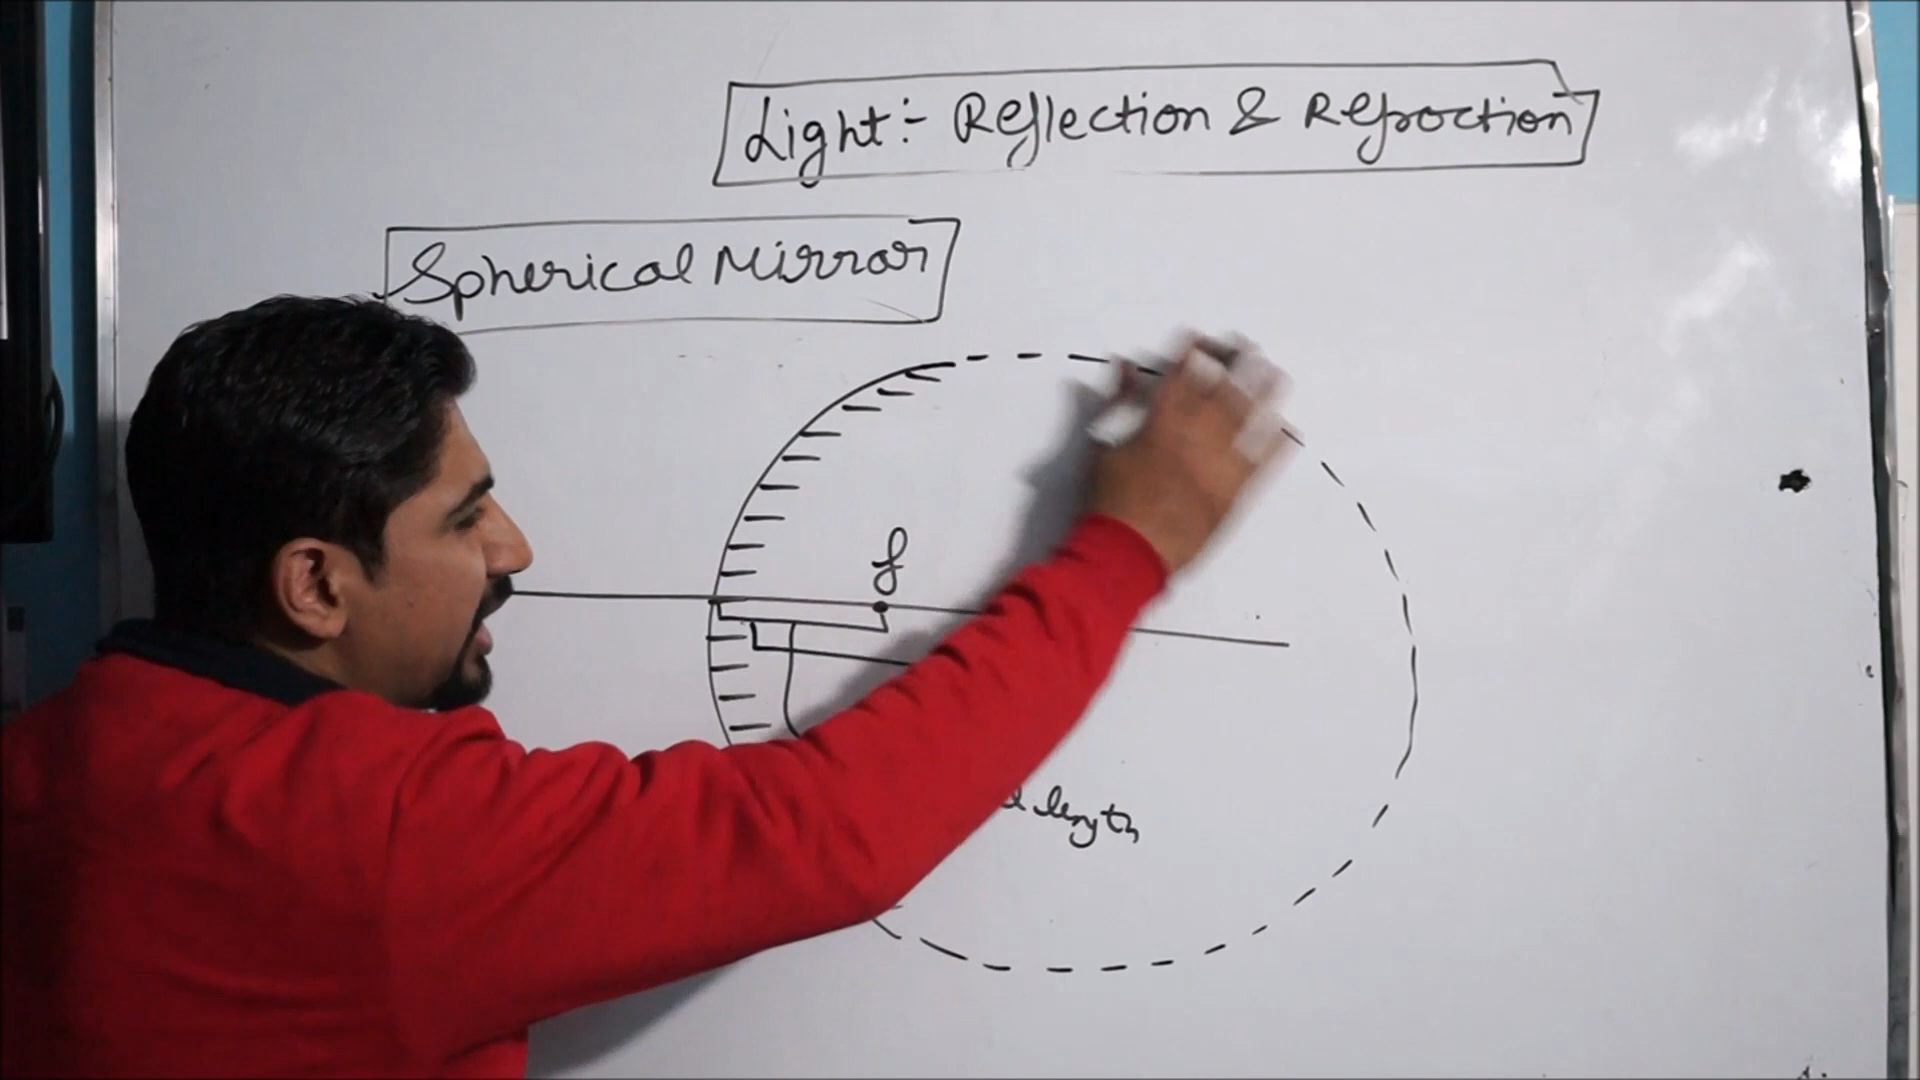 Light:- Reflection & Refraction
Spherical Mirror
f
length